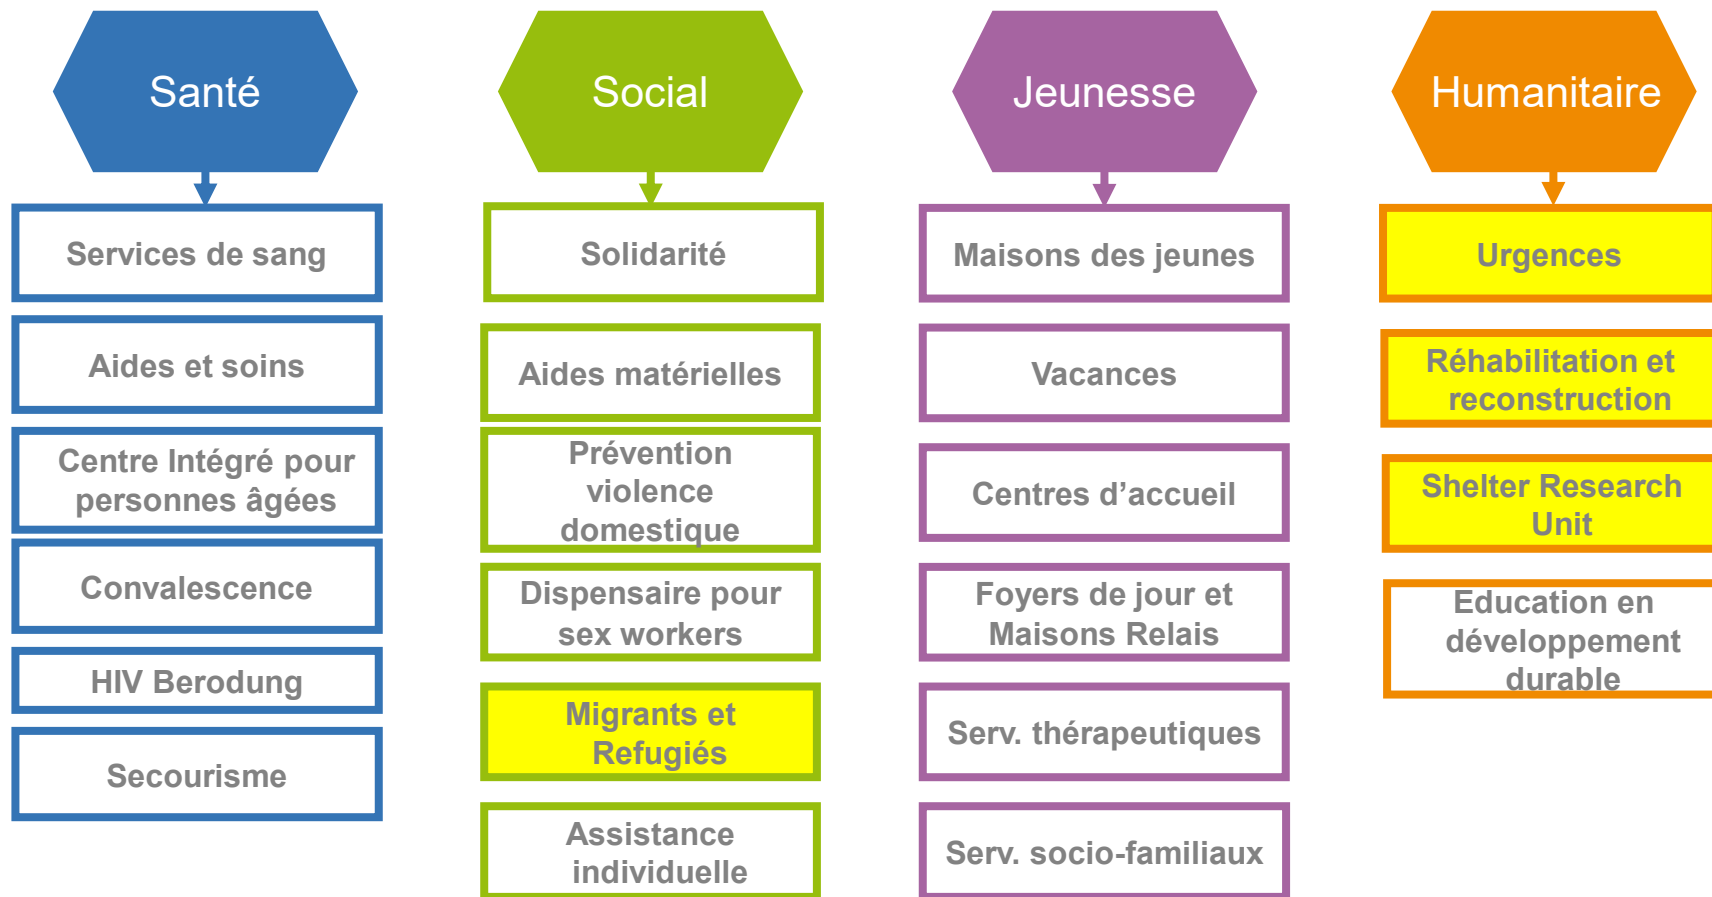 Santé
Services de sang
Aides et soins
Centre Intégré pour
personnes âgées
Convalescence
HIV Berodung
Secourisme
Social
Solidarité
Aides matérielles
Prévention
violence
domestique
Dispensaire pour
sex workers
Migrants et
Refugiés
Assistance
individuelle
Jeunesse
Maisons des jeunes
Vacances
Centres d’accueil
Foyers de jour et
Maisons Relais
Serv. thérapeutiques
Serv. socio-familiaux
Humanitaire
Urgences
Réhabilitation et
reconstruction
Shelter Research
Unit
Education en
développement
durable